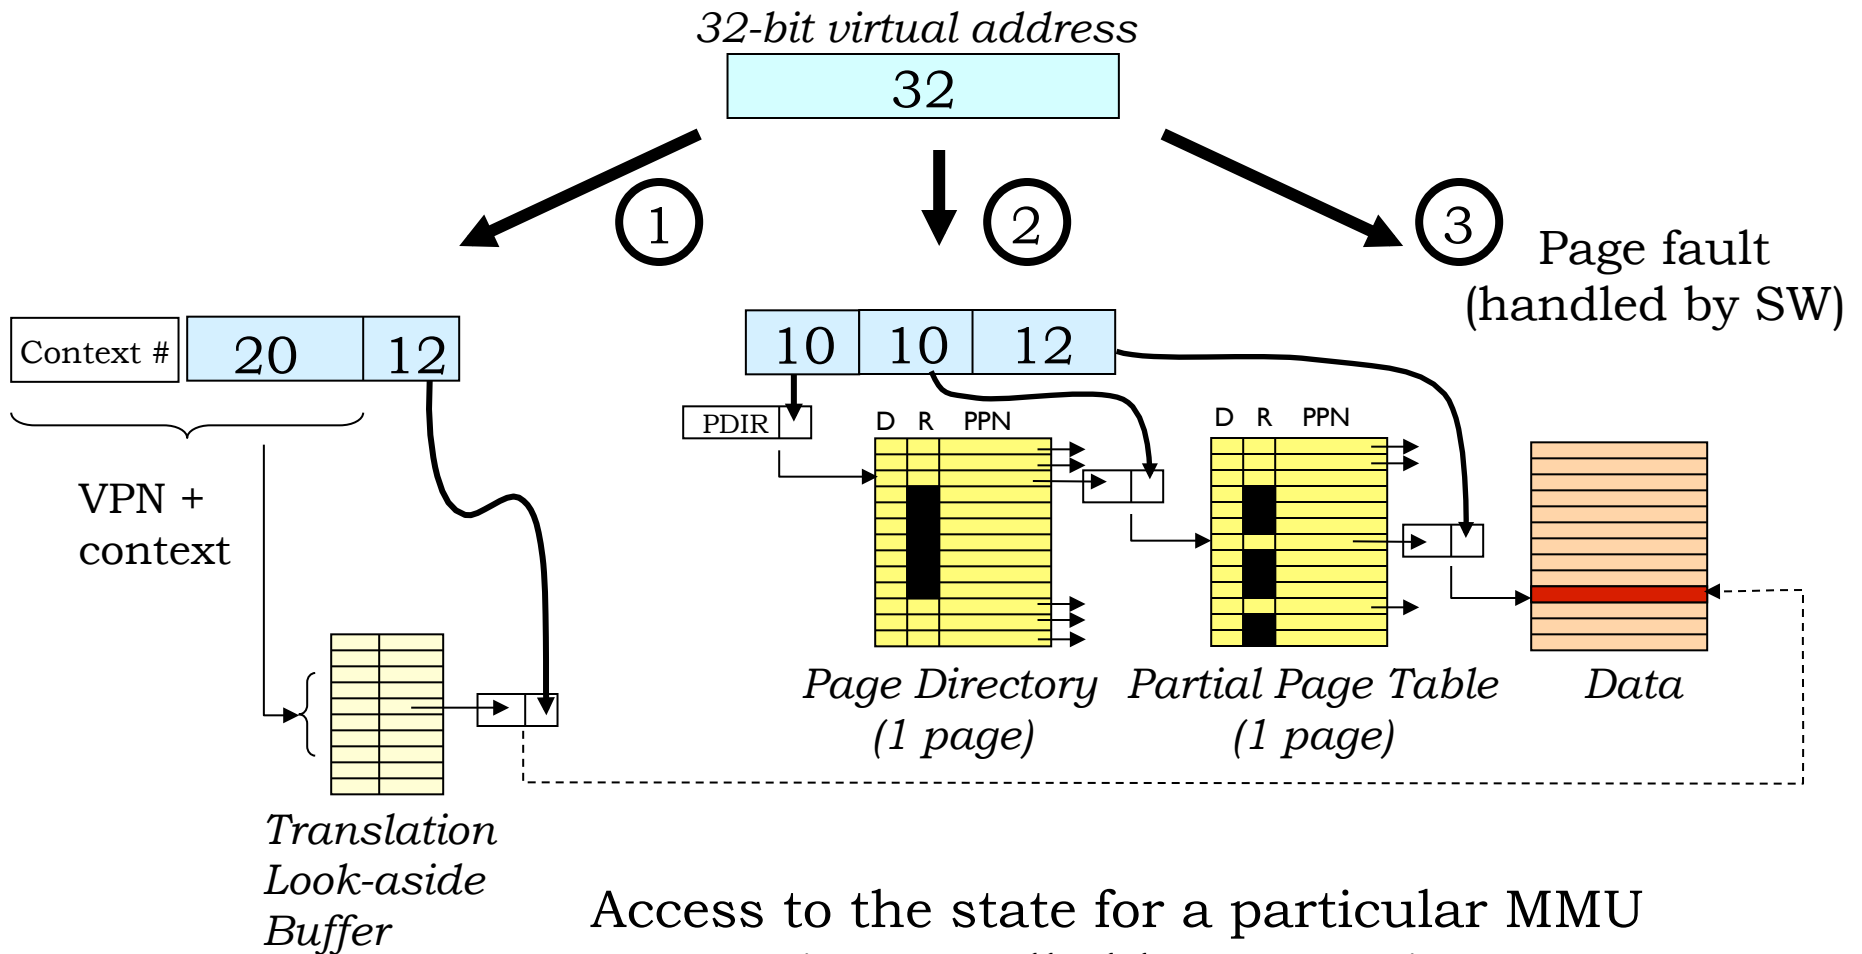 32-bit virtual address
32
1
2
3
Page fault
(handled by SW)
Context #
20
12
10
10
12
PDIR
D R PPN
D R PPN
VPN +
context
Page Directory
(1 page)
Partial Page Table
(1 page)
Data
Translation
Look-aside
Buffer
Access to the state for a particular MMU